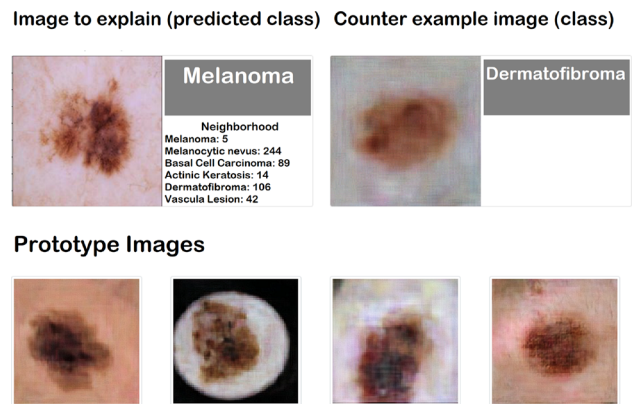 Image to explain (predicted class)
Counter example image (class)
Melanoma
Dermatofibroma
Neighborhood
Melanoma: 5
Melanocytic nevus: 244
Basal Cell Carcinoma: 89
Actinic Keratosis: 14
Dermatofibroma: 106
Vascula Lesion: 42
Prototype Images